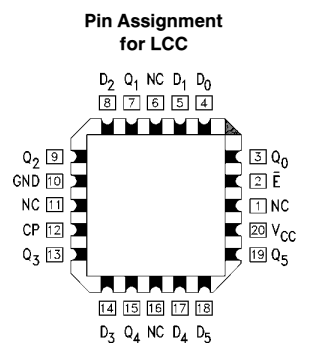 Pin Assignment
for LCC
D2 Q1 NC D1 D0
8 7 6 5 4
Q2 9 3 Q0
GND 10 2 E̅
NC 11 1 NC
CP 12 20 VCC
Q3 13 19 Q5
14 15 16 17 18
D3 Q4 NC D4 D5